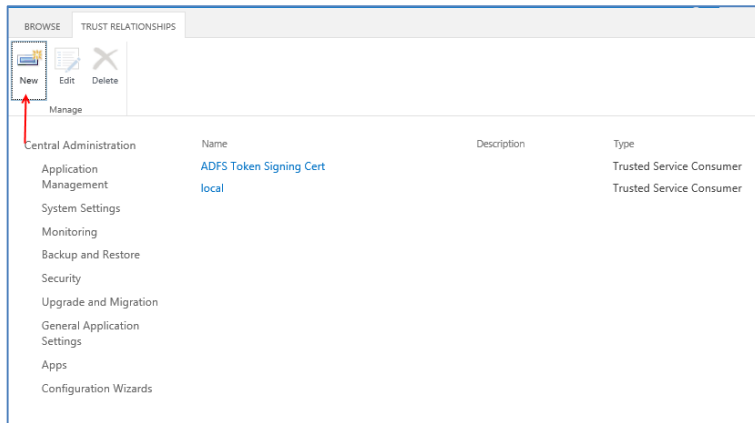 BROWSE TRUST RELATIONSHIPS
New Edit Delete
Manage
Central Administration
Application
Management
System Settings
Monitoring
Backup and Restore
Security
Upgrade and Migration
General Application
Settings
Apps
Configuration Wizards
Name Description Type
ADFS Token Signing Cert Trusted Service Consumer
local Trusted Service Consumer